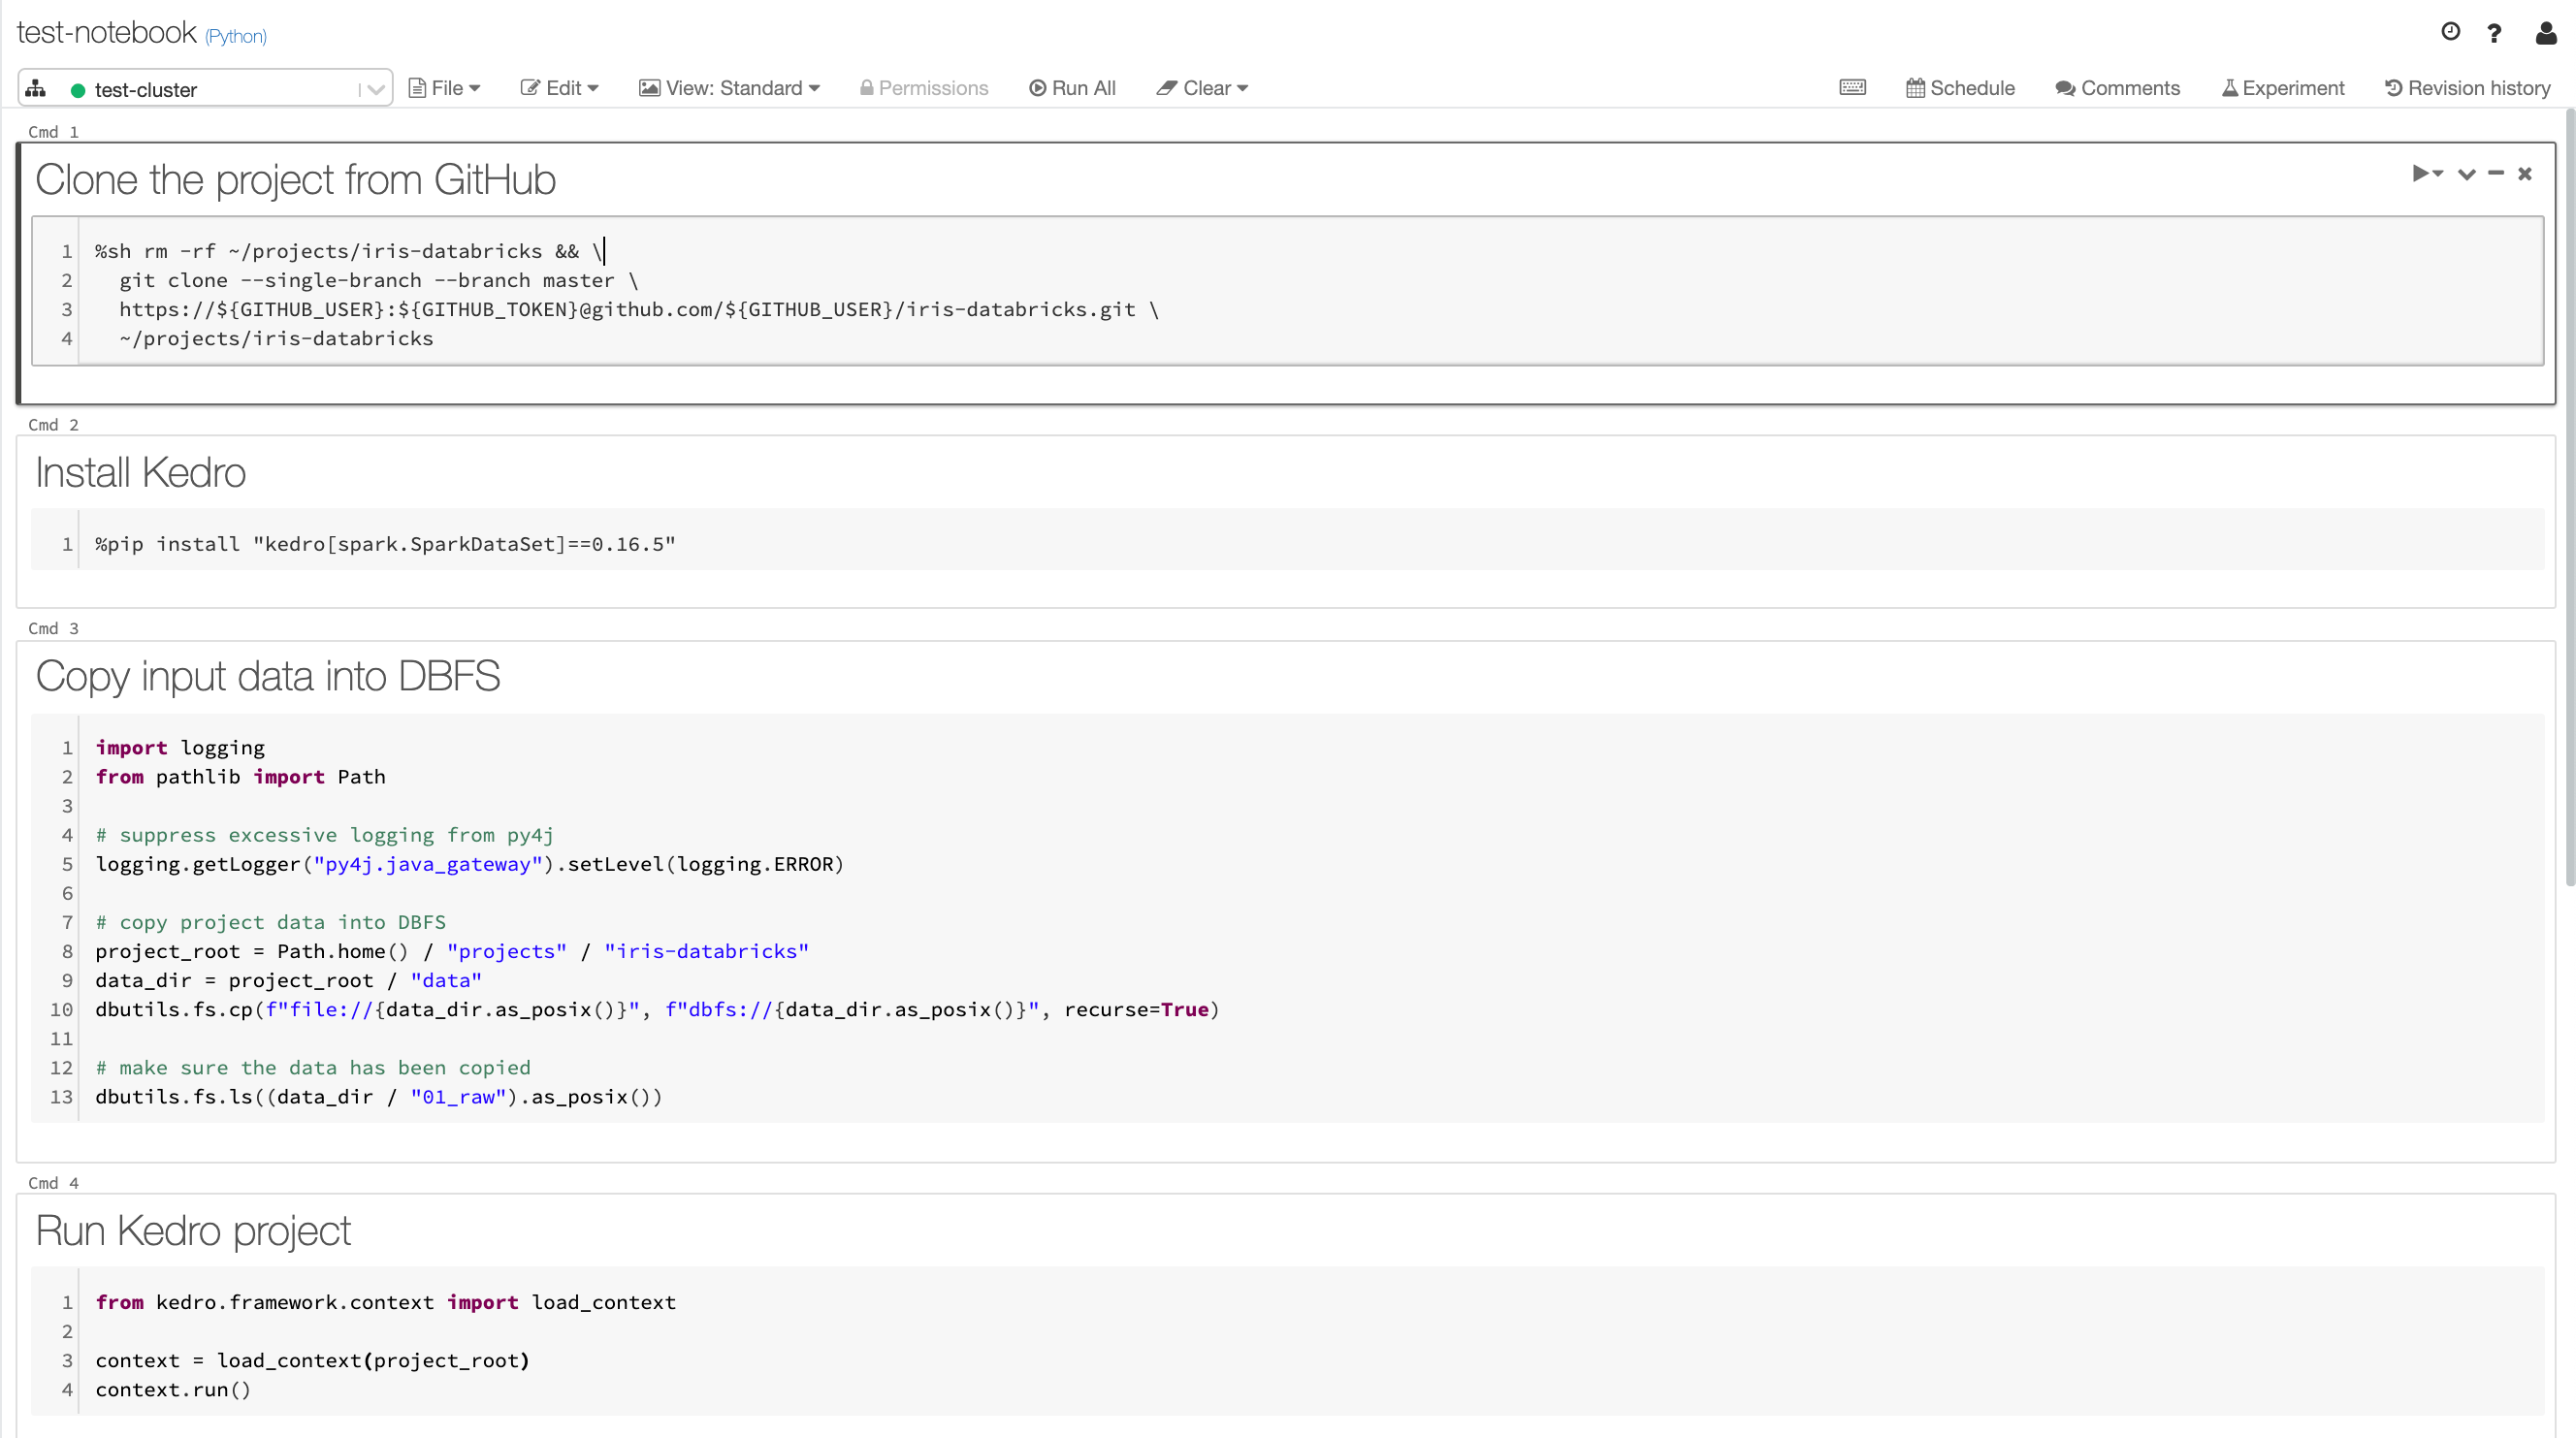 test-notebook (Python)
test-cluster File Edit View: Standard Permissions Run All Clear Schedule Comments Experiment Revision history
Cmd 1
Clone the project from GitHub
1 %sh rm -rf ~/projects/iris-databricks && \
2 git clone --single-branch --branch master \
3 https://${GITHUB_USER}:${GITHUB_TOKEN}@github.com/${GITHUB_USER}/iris-databricks.git \
4 ~/projects/iris-databricks
Cmd 2
Install Kedro
1 %pip install "kedro[spark.SparkDataSet]==0.16.5"
Cmd 3
Copy input data into DBFS
1 import logging
2 from pathlib import Path
3
4 # suppress excessive logging from py4j
5 logging.getLogger("py4j.java_gateway").setLevel(logging.ERROR)
6
7 # copy project data into DBFS
8 project_root = Path.home() / "projects" / "iris-databricks"
9 data_dir = project_root / "data"
10 dbutils.fs.cp(f"file://{data_dir.as_posix()}", f"dbfs://{data_dir.as_posix()}", recurse=True)
11
12 # make sure the data has been copied
13 dbutils.fs.ls((data_dir / "01_raw").as_posix())
Cmd 4
Run Kedro project
1 from kedro.framework.context import load_context
2
3 context = load_context(project_root)
4 context.run()